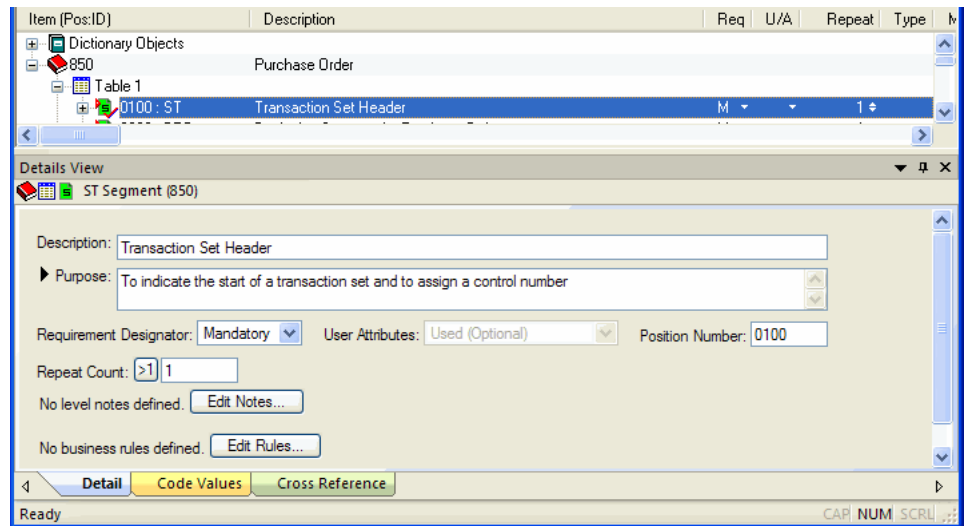 Item (Pos:ID) Description Req U/A Repeat Type
Dictionary Objects
850 Purchase Order
Table 1
0100 : ST Transaction Set Header M 1
Details View
ST Segment (850)
Description: Transaction Set Header
Purpose: To indicate the start of a transaction set and to assign a control number
Requirement Designator: Mandatory User Attributes: Used (Optional) Position Number: 0100
Repeat Count: >1 1
No level notes defined. Edit Notes...
No business rules defined. Edit Rules...
Detail Code Values Cross Reference
Ready CAP NUM SCRL